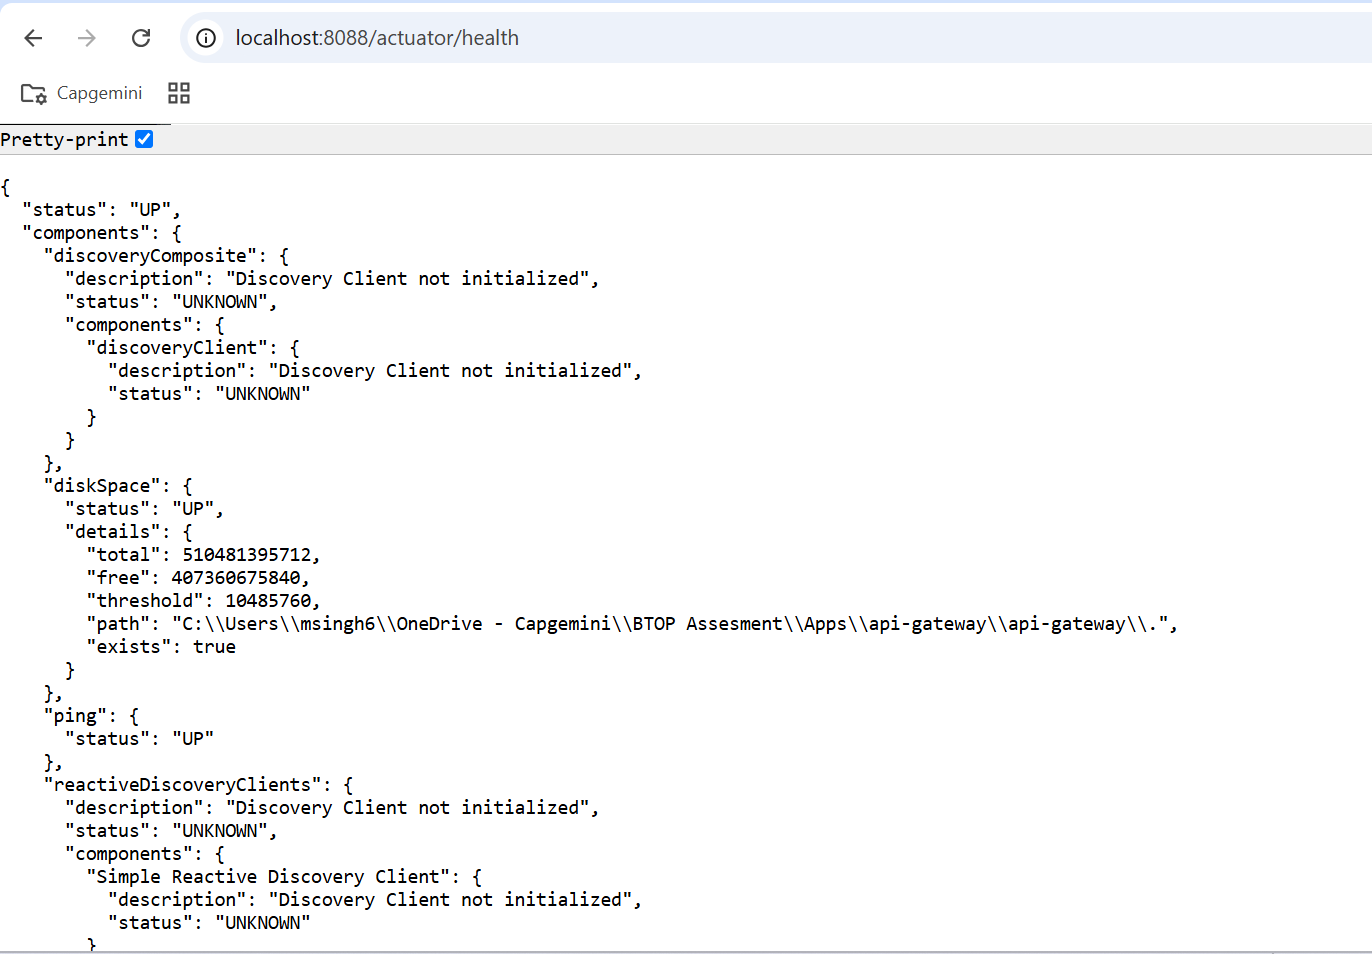 localhost:8088/actuator/health
Capgemini
Pretty-print
{
  "status": "UP",
  "components": {
    "discoveryComposite": {
      "description": "Discovery Client not initialized",
      "status": "UNKNOWN",
      "components": {
        "discoveryClient": {
          "description": "Discovery Client not initialized",
          "status": "UNKNOWN"
        }
      }
    },
    "diskSpace": {
      "status": "UP",
      "details": {
        "total": 510481395712,
        "free": 407360675840,
        "threshold": 10485760,
        "path": "C:\\Users\\msingh6\\OneDrive - Capgemini\\BTOP Assesment\\Apps\\api-gateway\\api-gateway\\.",
        "exists": true
      }
    },
    "ping": {
      "status": "UP"
    },
    "reactiveDiscoveryClients": {
      "description": "Discovery Client not initialized",
      "status": "UNKNOWN",
      "components": {
        "Simple Reactive Discovery Client": {
          "description": "Discovery Client not initialized",
          "status": "UNKNOWN"
        }